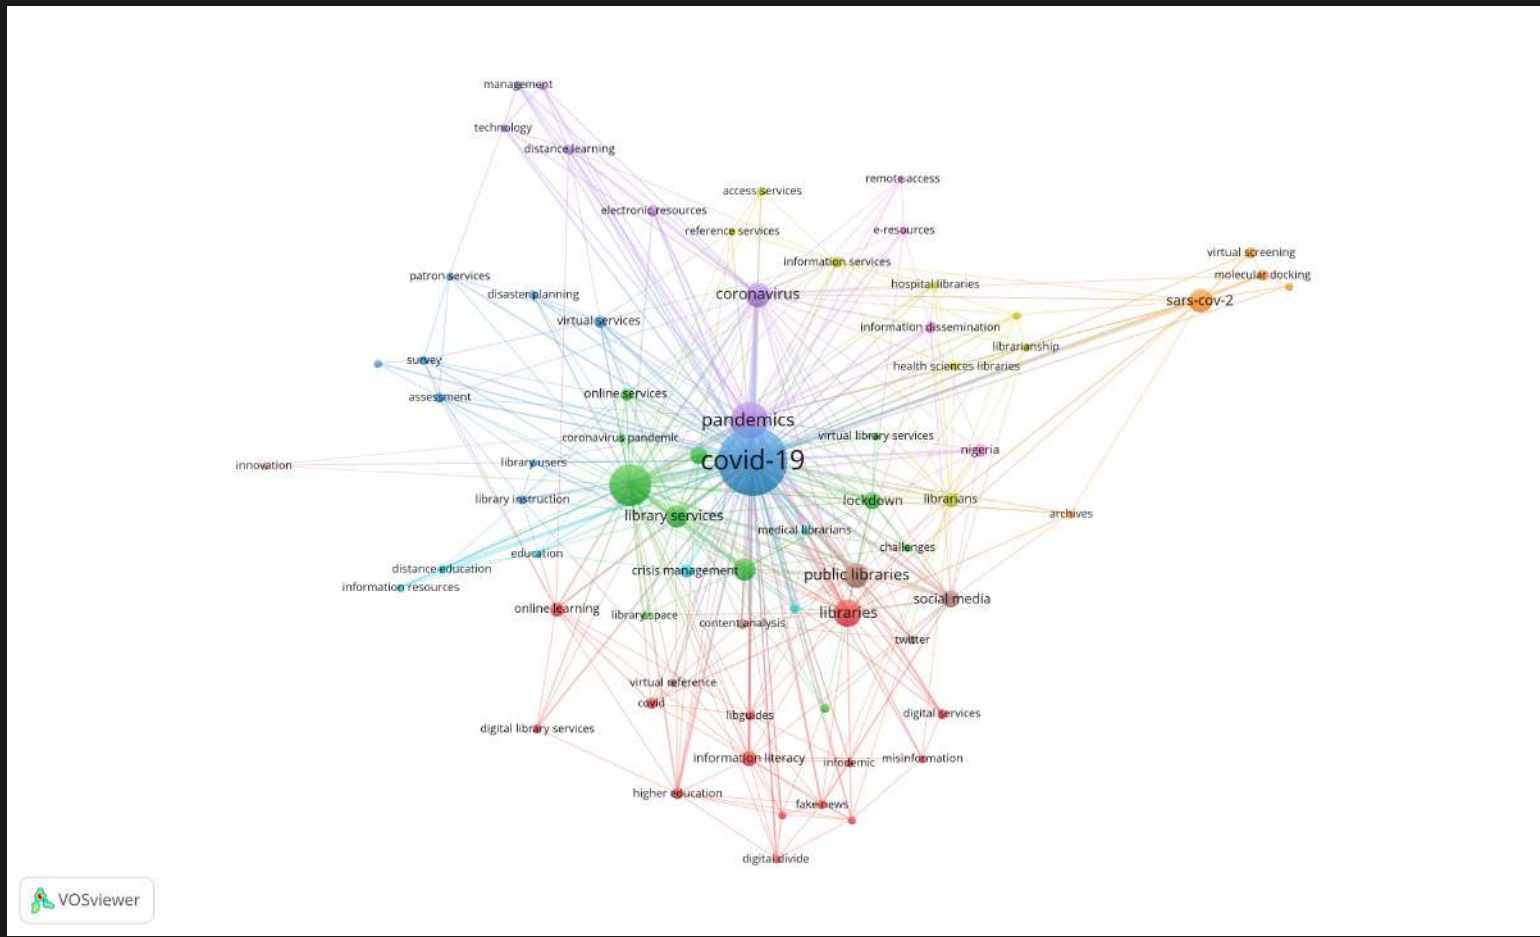 management
technology
distance learning
remote access
access services
electronic resources
reference services
e-resources
virtual screening
information services
molecular docking
patron services
hospital libraries
disaster planning
coronavirus
sars-cov-2
virtual services
information dissemination
librarianship
survey
health sciences libraries
online services
assessment
pandemics
virtual library services
coronavirus pandemic
nigeria
covid-19
library users
innovation
library instruction
lockdown
librarians
library services
archives
medical librarians
challenges
education
distance education
crisis management
public libraries
information resources
social media
online learning
library space
libraries
content analysis
twitter
virtual reference
covid
libguides
digital services
digital library services
information literacy
infodemic
misinformation
higher education
fake news
digital divide
VOSviewer